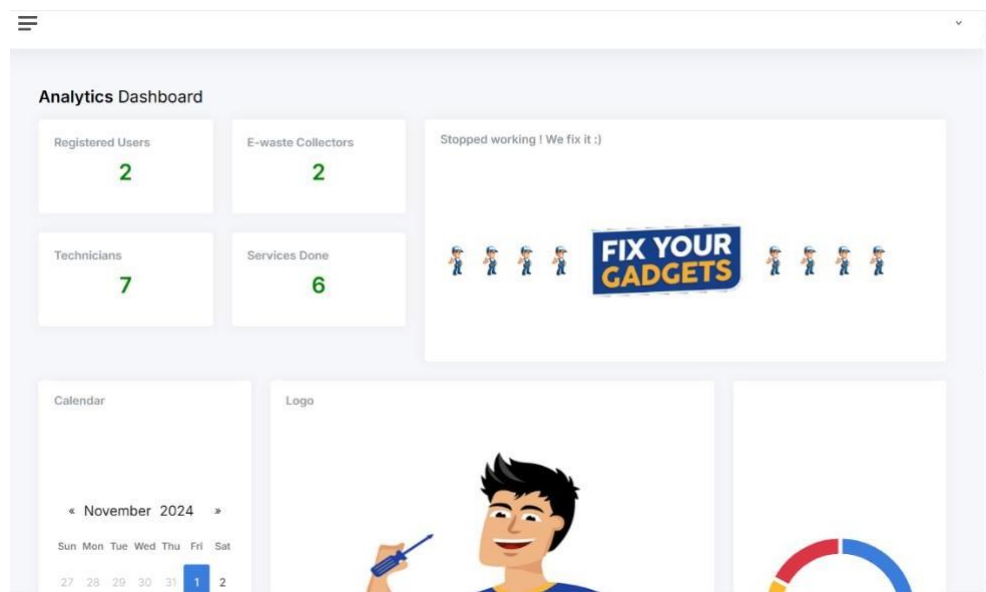 Analytics Dashboard
Registered Users
2
E-waste Collectors
2
Stopped working ! We fix it :)
Technicians
7
Services Done
6
FIX YOUR
GADGETS
Calendar
Logo
« November 2024 »
Sun Mon Tue Wed Thu Fri Sat
27 28 29 30 31 1 2